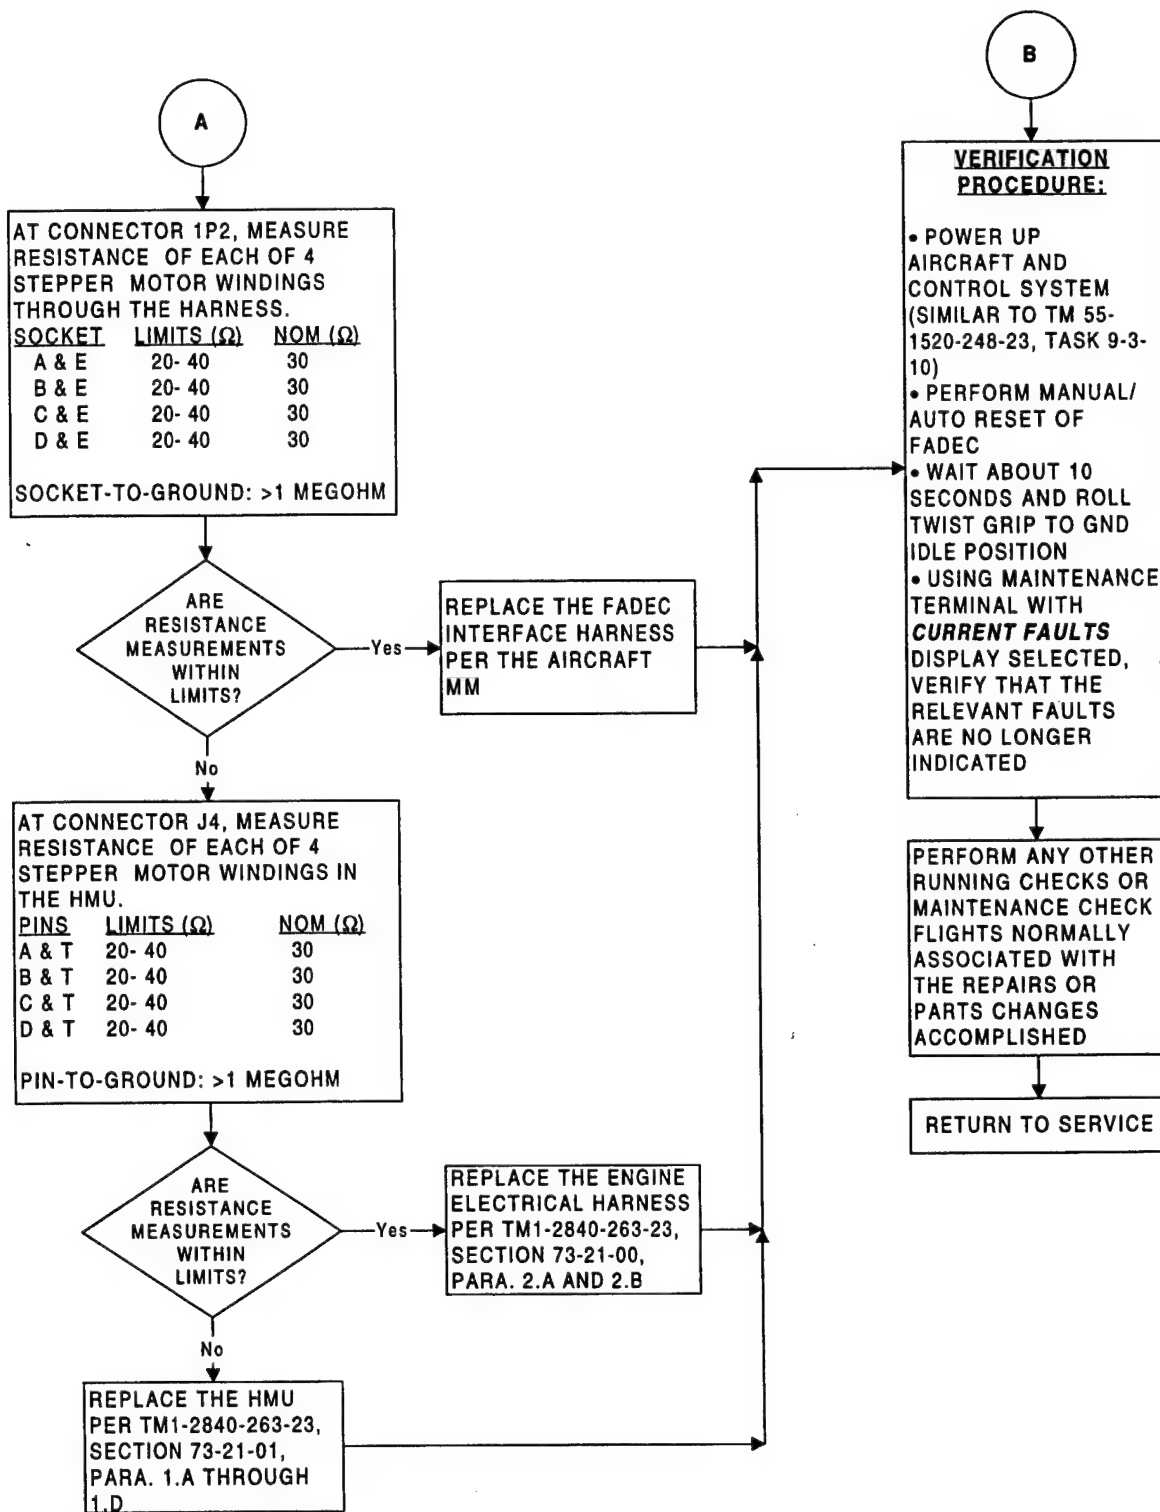 A
AT CONNECTOR 1P2, MEASURE
RESISTANCE OF EACH OF 4
STEPPER MOTOR WINDINGS
THROUGH THE HARNESS.
SOCKET LIMITS (Ω) NOM (Ω)
A & E 20- 40 30
B & E 20- 40 30
C & E 20- 40 30
D & E 20- 40 30
SOCKET-TO-GROUND: >1 MEGOHM
ARE
RESISTANCE
MEASUREMENTS
WITHIN
LIMITS?
Yes
REPLACE THE FADEC
INTERFACE HARNESS
PER THE AIRCRAFT
MM
No
AT CONNECTOR J4, MEASURE
RESISTANCE OF EACH OF 4
STEPPER MOTOR WINDINGS IN
THE HMU.
PINS LIMITS (Ω) NOM (Ω)
A & T 20- 40 30
B & T 20- 40 30
C & T 20- 40 30
D & T 20- 40 30
PIN-TO-GROUND: >1 MEGOHM
ARE
RESISTANCE
MEASUREMENTS
WITHIN
LIMITS?
Yes
REPLACE THE ENGINE
ELECTRICAL HARNESS
PER TM1-2840-263-23,
SECTION 73-21-00,
PARA. 2.A AND 2.B
No
REPLACE THE HMU
PER TM1-2840-263-23,
SECTION 73-21-01,
PARA. 1.A THROUGH
1.D
B
VERIFICATION
PROCEDURE:
• POWER UP
AIRCRAFT AND
CONTROL SYSTEM
(SIMILAR TO TM 55-
1520-248-23, TASK 9-3-
10)
• PERFORM MANUAL/
AUTO RESET OF
FADEC
• WAIT ABOUT 10
SECONDS AND ROLL
TWIST GRIP TO GND
IDLE POSITION
• USING MAINTENANCE
TERMINAL WITH
CURRENT FAULTS
DISPLAY SELECTED,
VERIFY THAT THE
RELEVANT FAULTS
ARE NO LONGER
INDICATED
PERFORM ANY OTHER
RUNNING CHECKS OR
MAINTENANCE CHECK
FLIGHTS NORMALLY
ASSOCIATED WITH
THE REPAIRS OR
PARTS CHANGES
ACCOMPLISHED
RETURN TO SERVICE